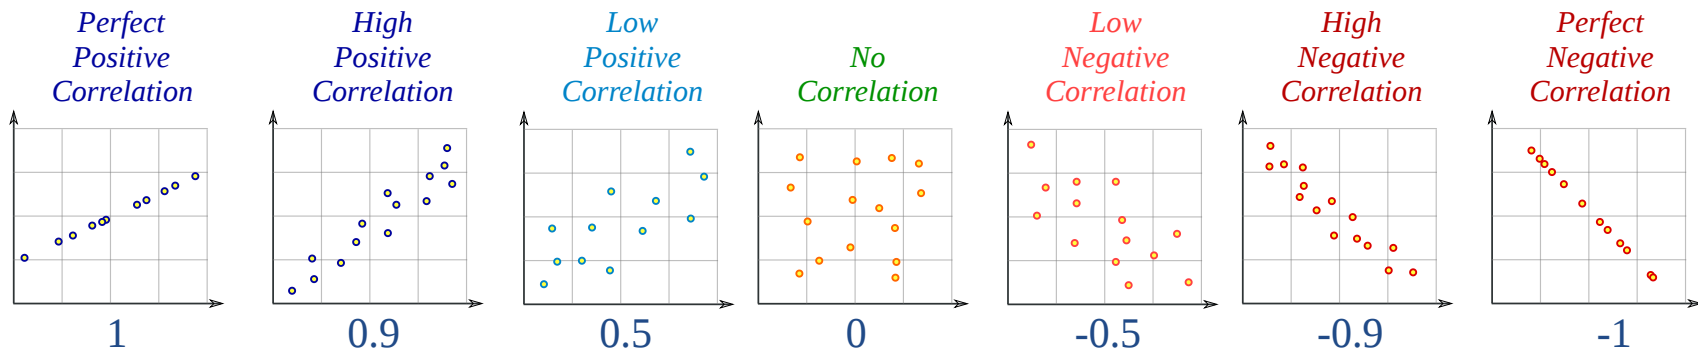 Perfect
Positive
Correlation
High
Positive
Correlation
Low
Positive
Correlation
No
Correlation
Low
Negative
Correlation
High
Negative
Correlation
Perfect
Negative
Correlation
1
0.9
0.5
0
-0.5
-0.9
-1